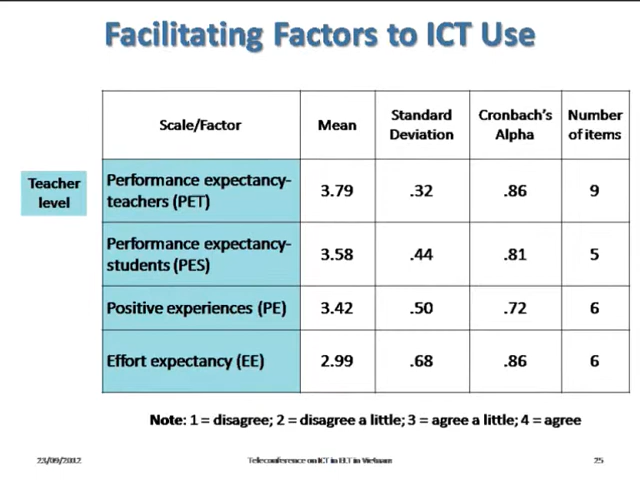 Facilitating Factors to ICT Use
Scale/Factor Mean Standard Deviation Cronbach's Alpha Number of items
Teacher level
Performance expectancy-teachers (PET) 3.79 .32 .86 9
Performance expectancy-students (PES) 3.58 .44 .81 5
Positive experiences (PE) 3.42 .50 .72 6
Effort expectancy (EE) 2.99 .68 .86 6
Note: 1 = disagree; 2 = disagree a little; 3 = agree a little; 4 = agree
23/09/2012 Teleconference on ICT in ELT in Vietnam 25